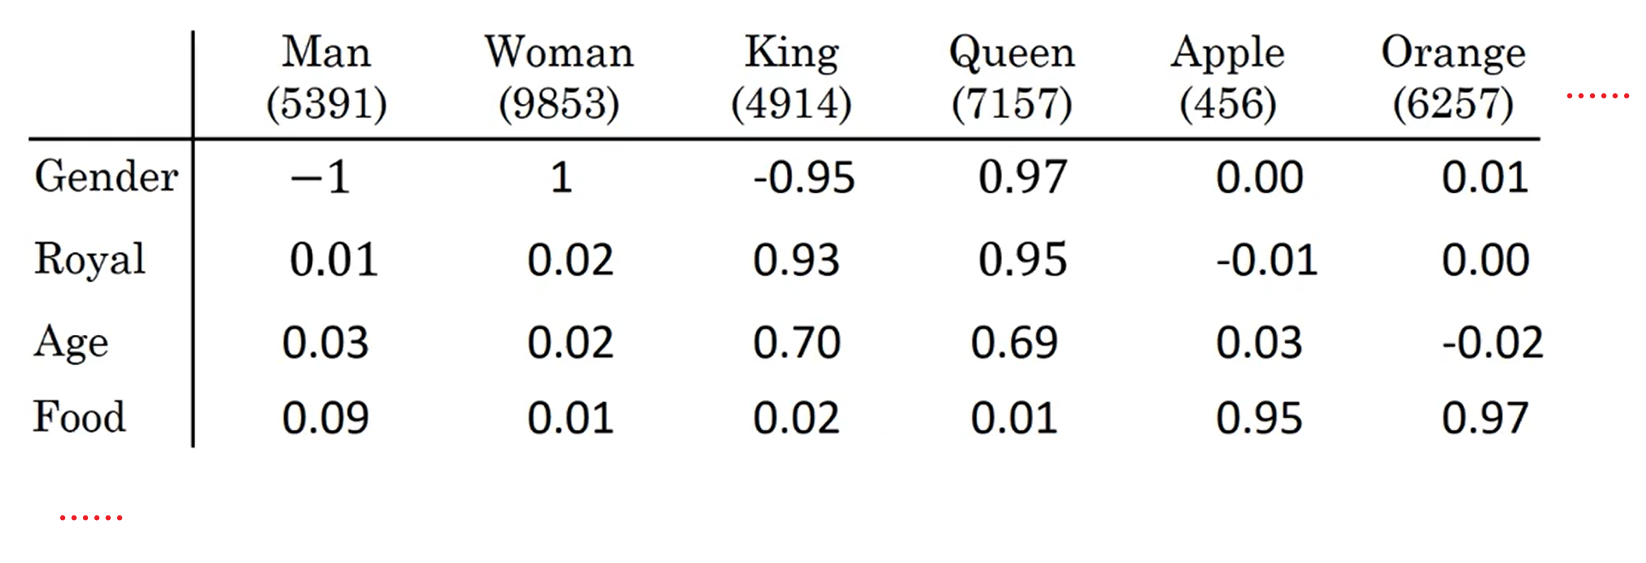 Man Woman King Queen Apple Orange
(5391) (9853) (4914) (7157) (456) (6257) ......
Gender −1 1 -0.95 0.97 0.00 0.01
Royal 0.01 0.02 0.93 0.95 -0.01 0.00
Age 0.03 0.02 0.70 0.69 0.03 -0.02
Food 0.09 0.01 0.02 0.01 0.95 0.97
......